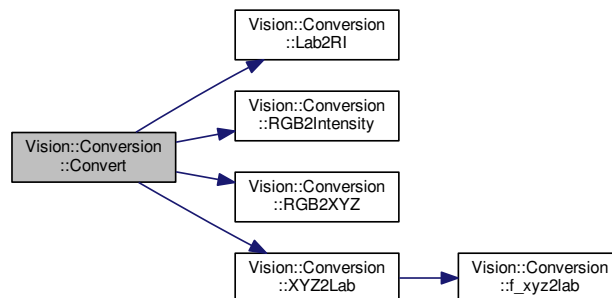 Vision::Conversion
::Lab2RI
Vision::Conversion
::RGB2Intensity
Vision::Conversion
::Convert
Vision::Conversion
::RGB2XYZ
Vision::Conversion
::XYZ2Lab
Vision::Conversion
::f_xyz2lab